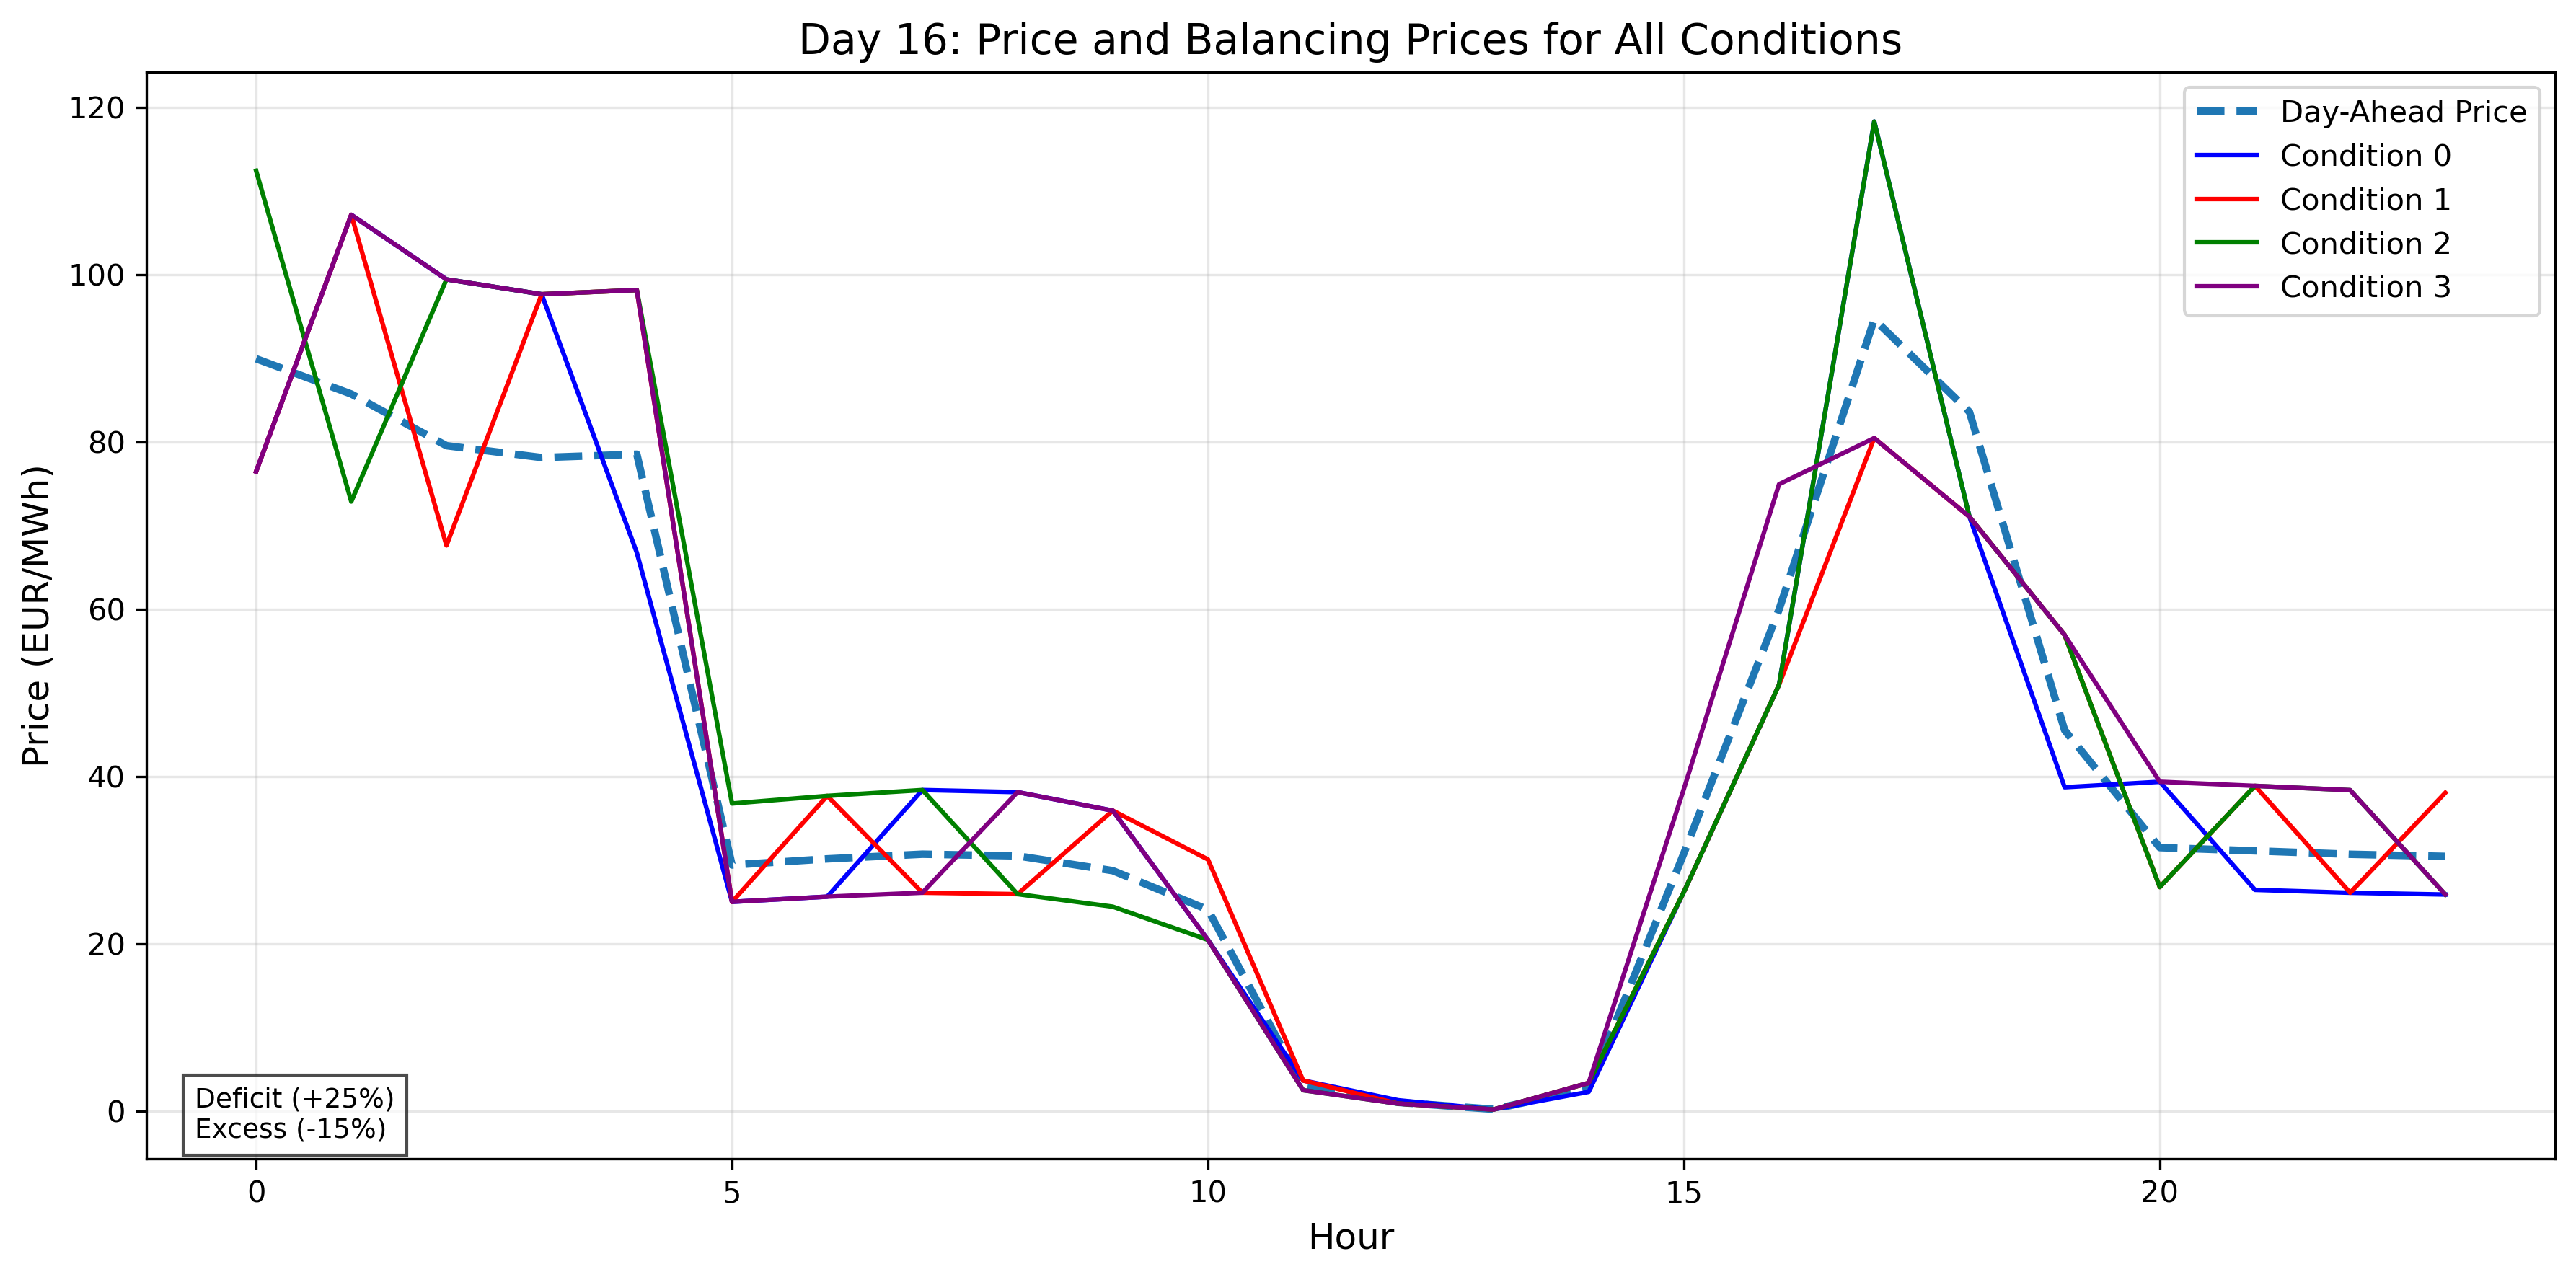 Day 16: Price and Balancing Prices for All Conditions
Price (EUR/MWh)
120
100
80
60
40
20
0
Day-Ahead Price
Condition 0
Condition 1
Condition 2
Condition 3
Deficit (+25%)
Excess (-15%)
0 5 10 15 20
Hour